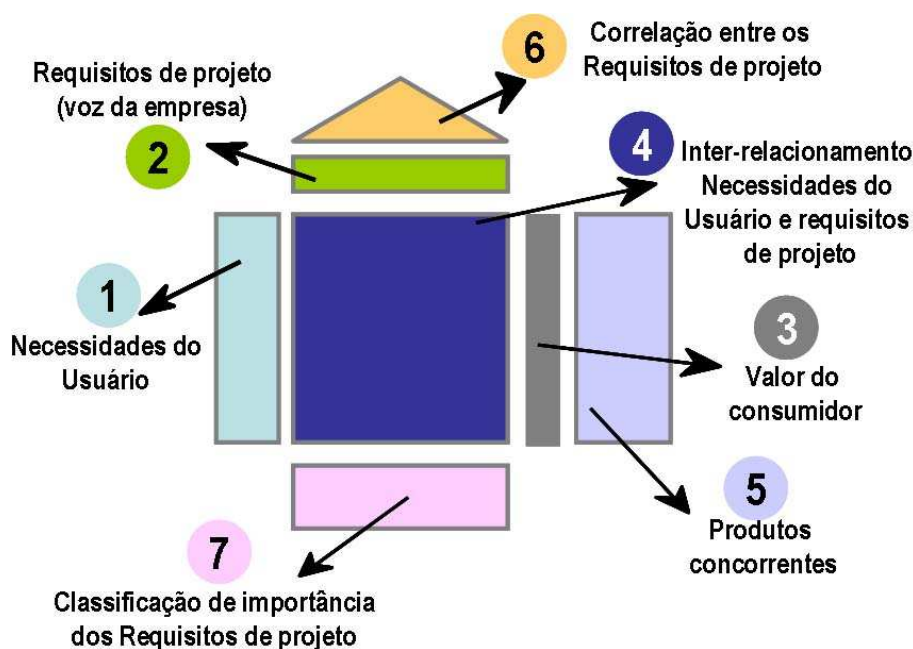 6
Correlação entre os
Requisitos de projeto
Requisitos de projeto
(voz da empresa)
2
4
Inter-relacionamento
Necessidades do
Usuário e requisitos
de projeto
1
Necessidades do
Usuário
3
Valor do
consumidor
5
Produtos
concorrentes
7
Classificação de importância
dos Requisitos de projeto